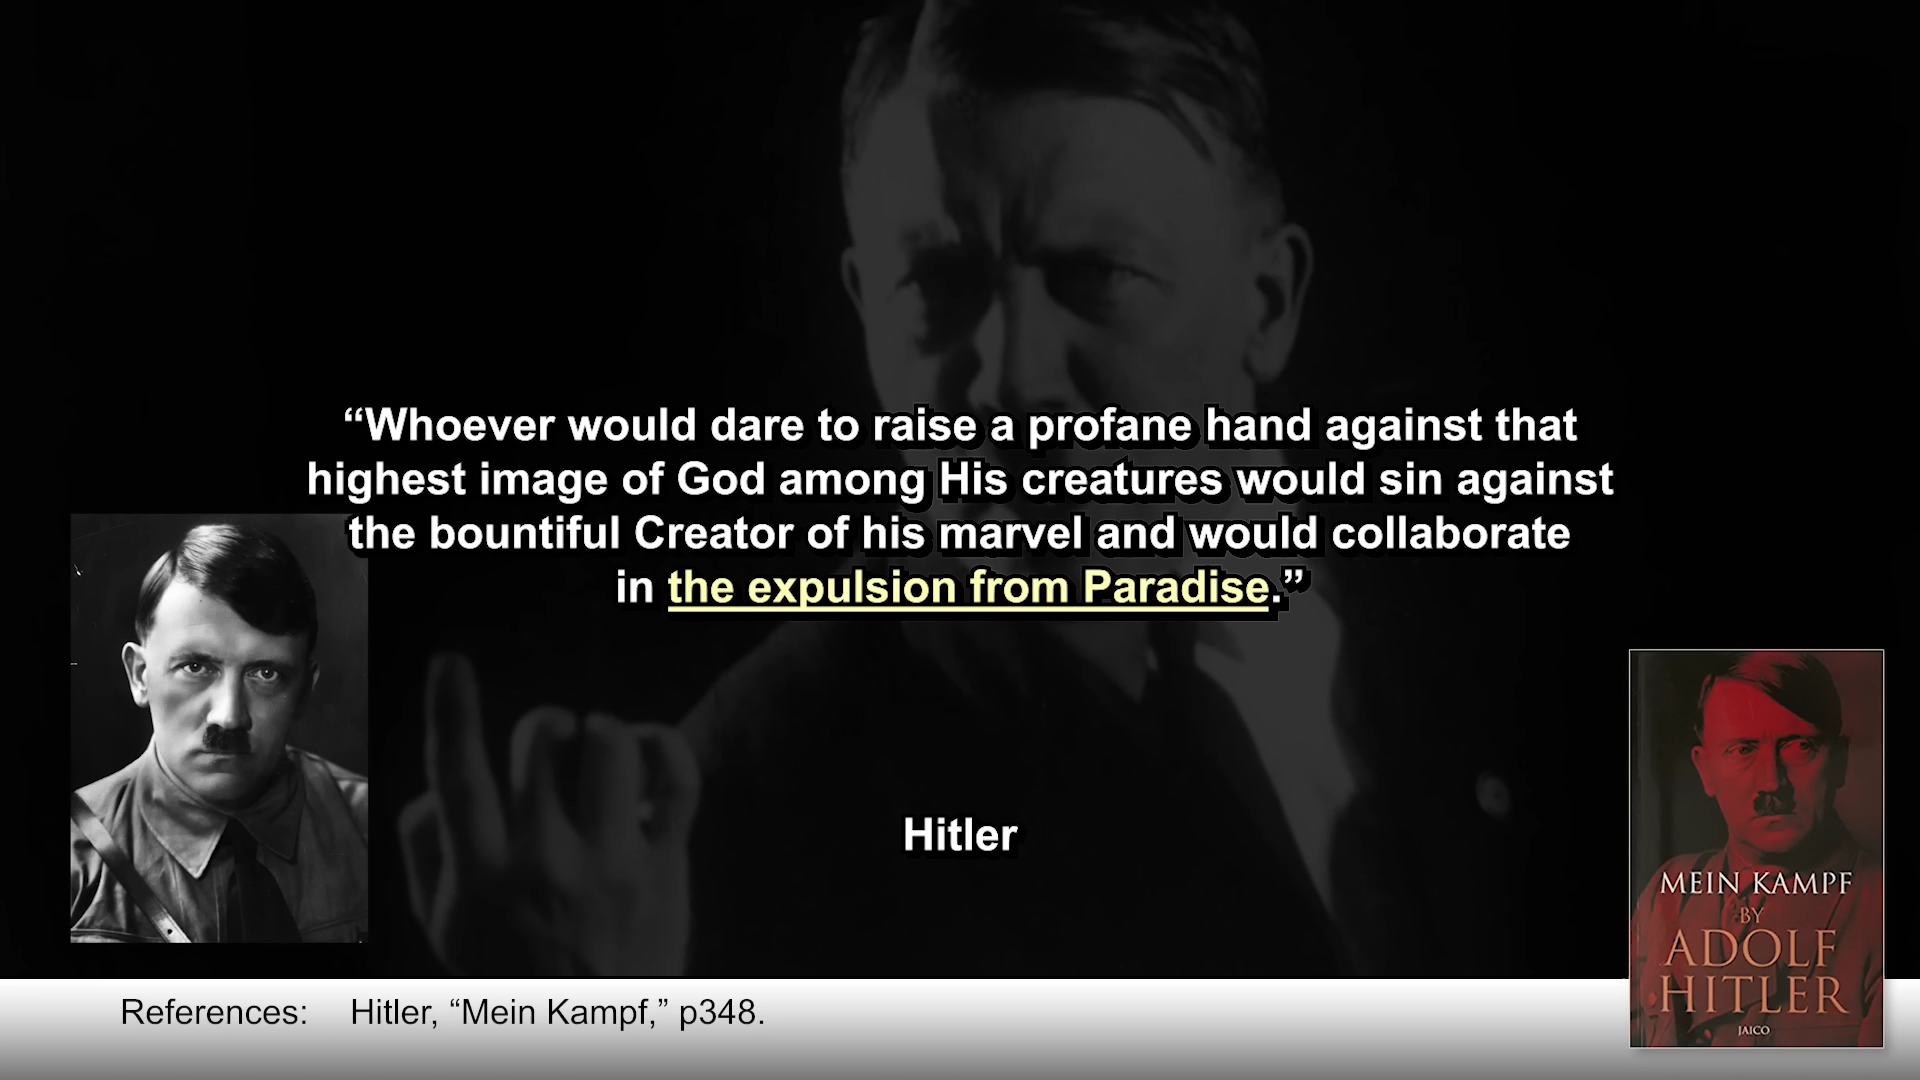 “Whoever would dare to raise a profane hand against that
highest image of God among His creatures would sin against
the bountiful Creator of his marvel and would collaborate
in the expulsion from Paradise.”
Hitler
MEIN KAMPF
BY
ADOLF
HITLER
JAICO
References: Hitler, “Mein Kampf,” p348.